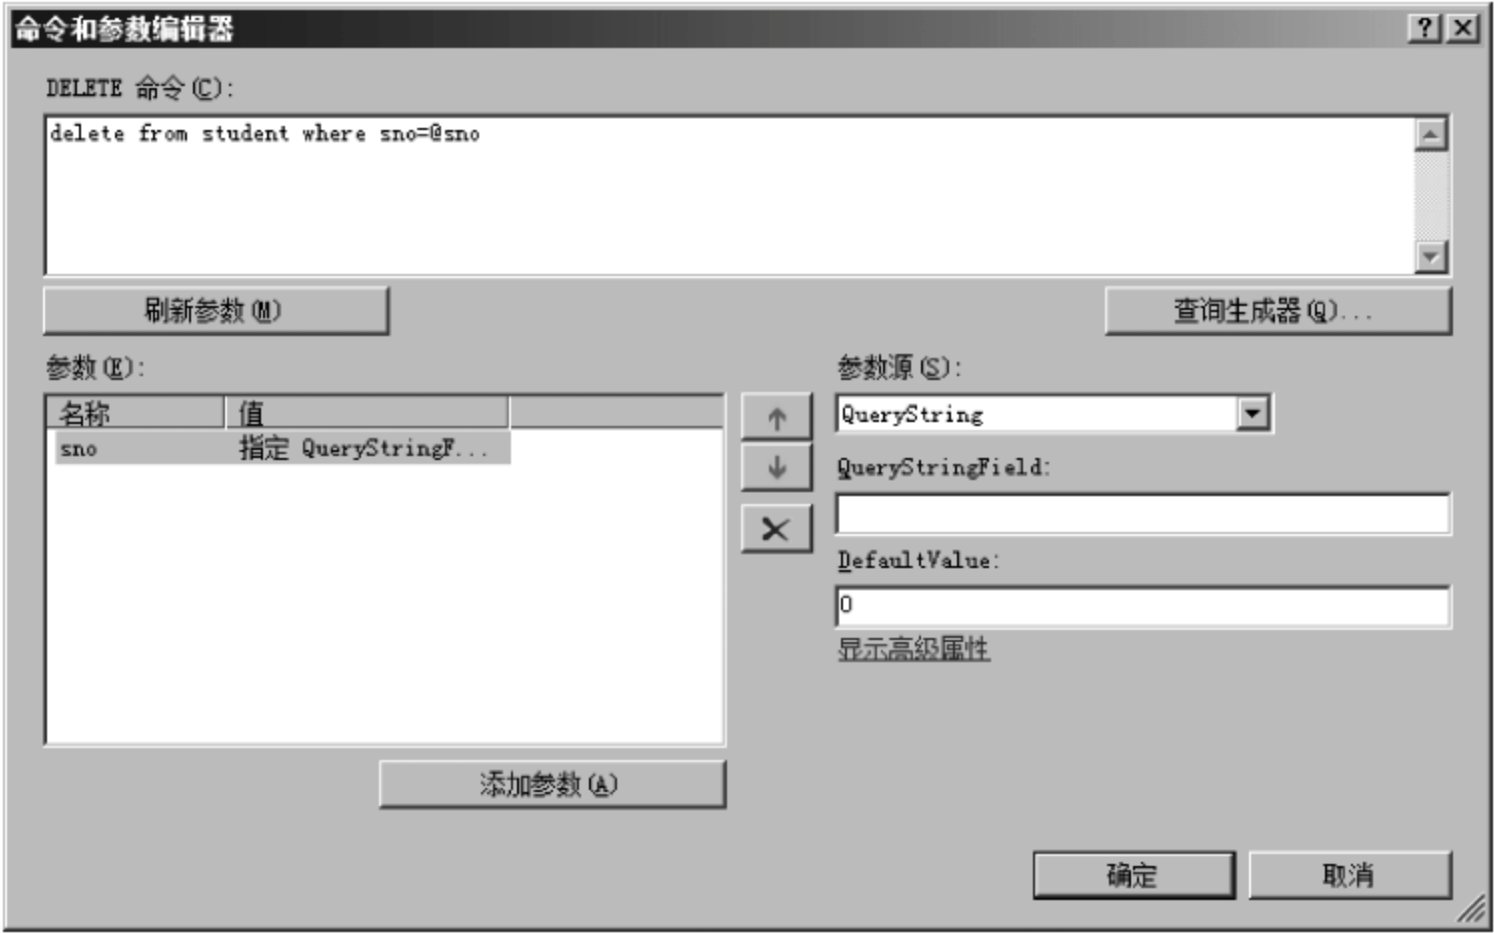 命令和参数编辑器
DELETE 命令(C):
delete from student where sno=@sno
刷新参数(M)
查询生成器(Q)...
参数(E):
参数源(S):
名称 值
QueryString
sno 指定 QueryStringF...
QueryStringField:
DefaultValue:
0
显示高级属性
添加参数(A)
确定 取消